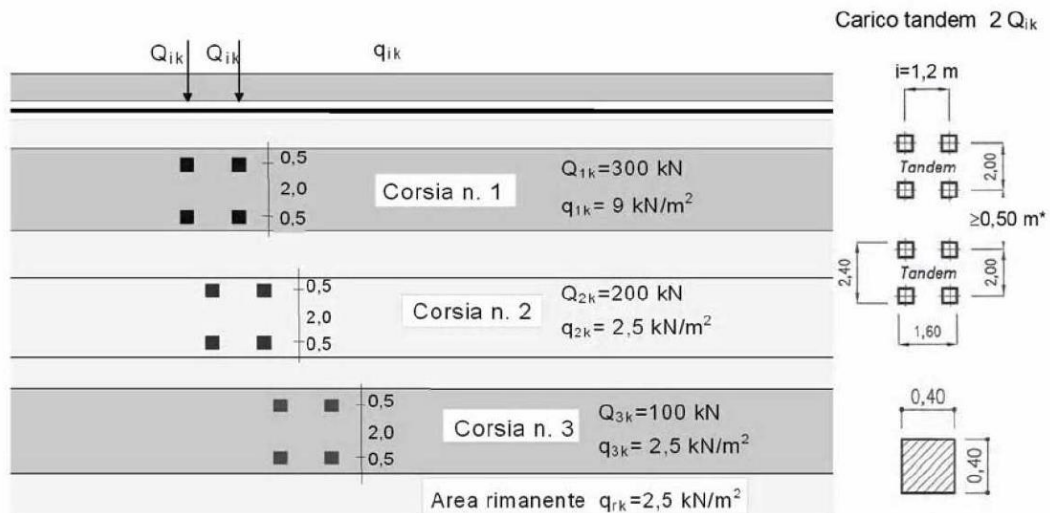 Carico tandem 2 Qik
Qik Qik qik
i=1,2 m
0,5
2,0
0,5
Corsia n. 1
Q1k=300 kN
q1k= 9 kN/m²
Tandem
2,00
≥0,50 m*
0,5
2,0
0,5
Corsia n. 2
Q2k=200 kN
q2k= 2,5 kN/m²
2,40
Tandem
2,00
1,60
0,5
2,0
0,5
Corsia n. 3
Q3k=100 kN
q3k= 2,5 kN/m²
0,40
0,40
Area rimanente qrk=2,5 kN/m²